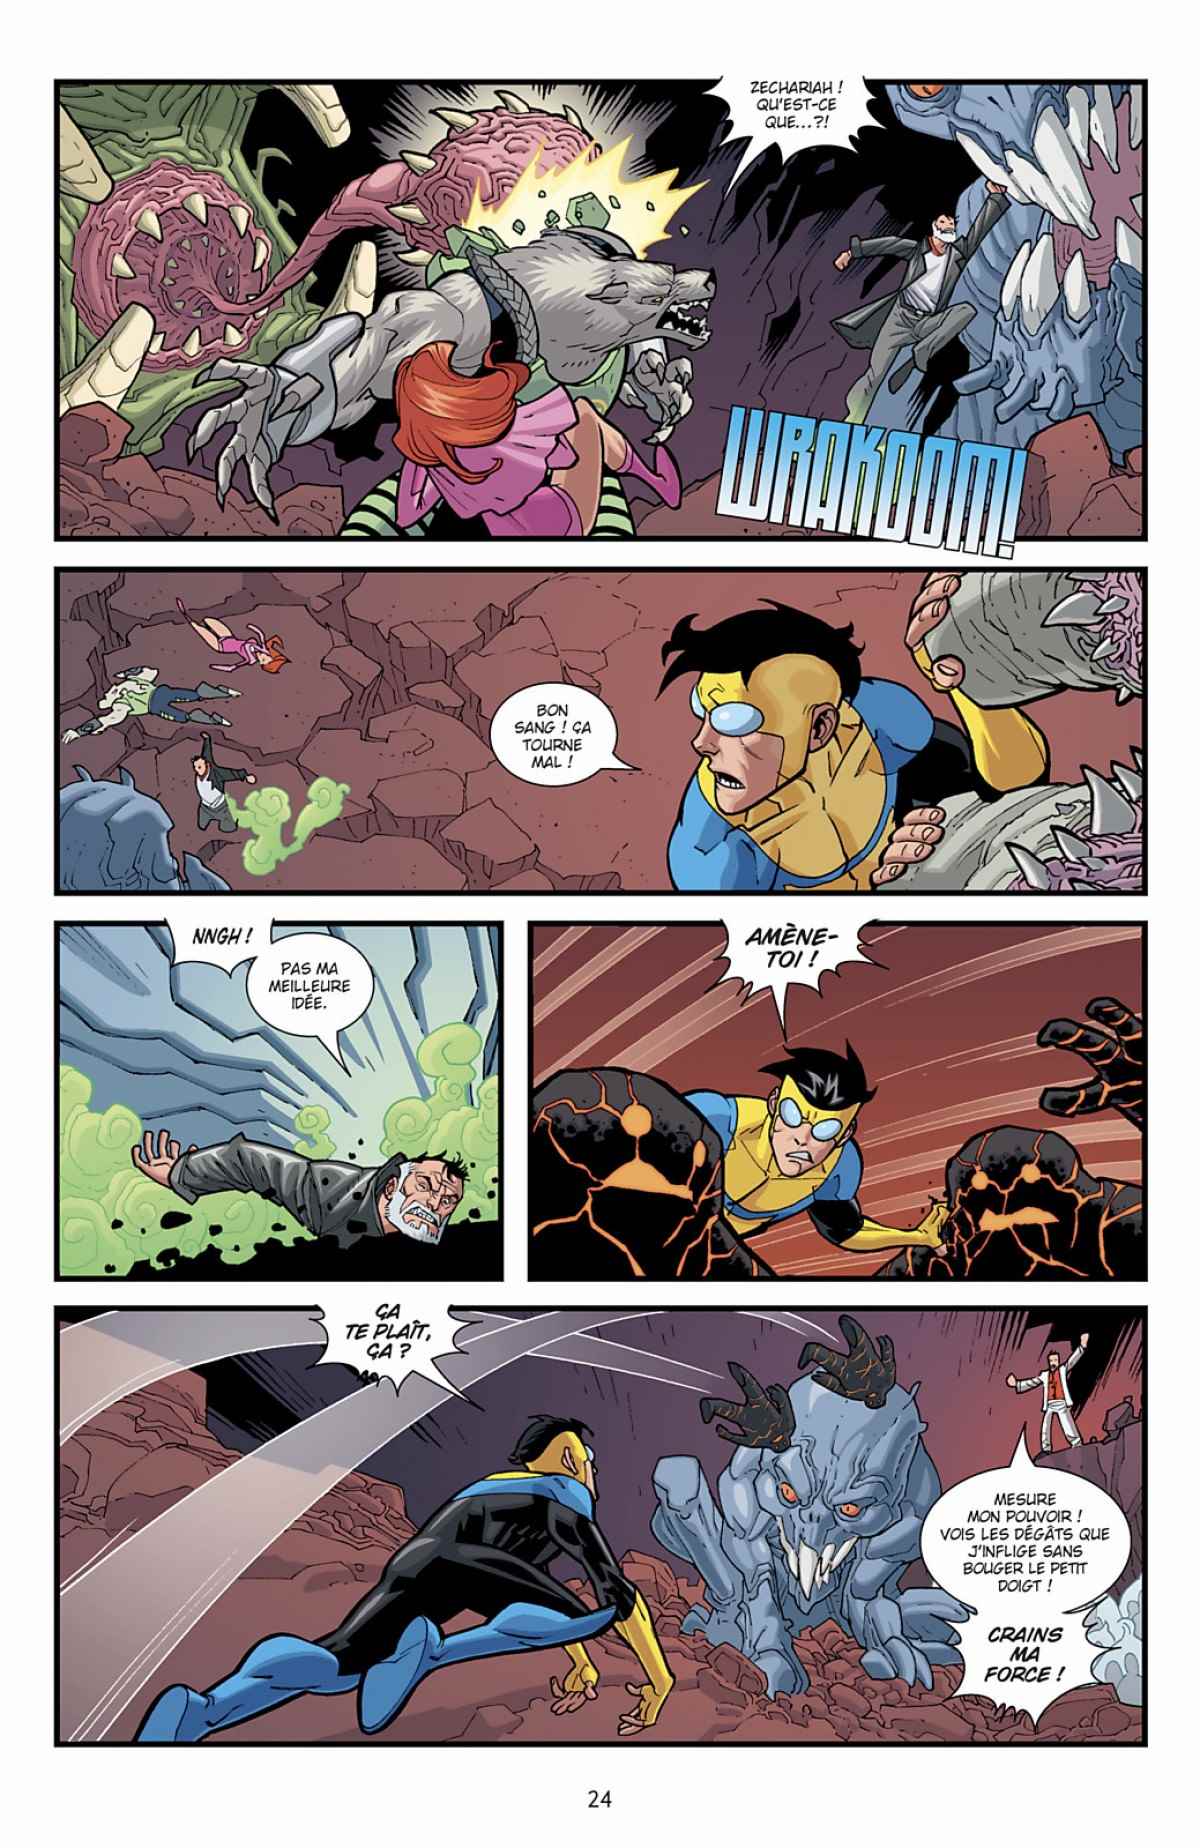 ZECHARIAH !
QU'EST-CE
QUE...?!
WRAKOOM!
BON
SANG ! ÇA
TOURNE
MAL !
NNGH !
PAS MA
MEILLEURE
IDÉE.
AMÈNE-
TOI !
ÇA
TE PLAÎT,
ÇA ?
MESURE
MON POUVOIR !
VOIS LES DÉGÂTS QUE
J'INFLIGE SANS
BOUGER LE PETIT
DOIGT !
CRAINS
MA
FORCE !
24